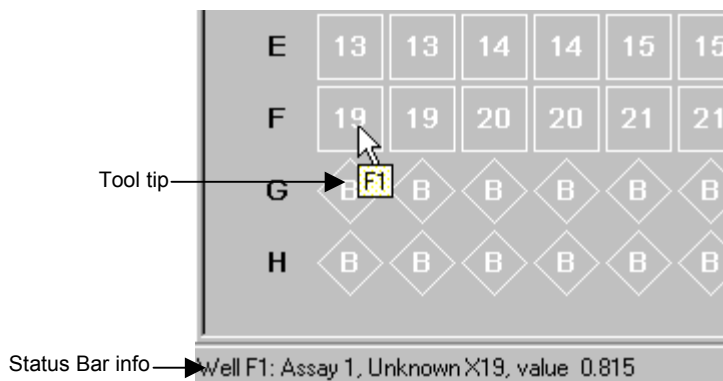 E 13 13 14 14 15 15
F 19 19 20 20 21 21
Tool tip F1
G B B B B B B
H B B B B B B
Status Bar info Well F1: Assay 1, Unknown X19, value 0.815